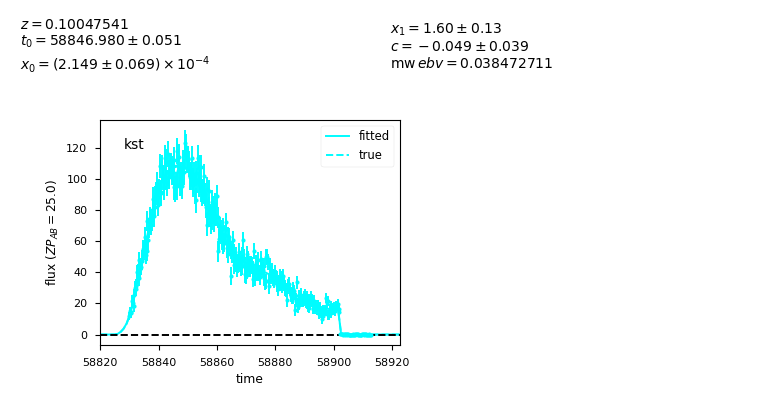 z = 0.10047541
t₀ = 58846.980 ± 0.051
x₀ = (2.149 ± 0.069) × 10⁻⁴
x₁ = 1.60 ± 0.13
c = −0.049 ± 0.039
mw ebv = 0.038472711
kst
fitted
true
flux (ZP_AB = 25.0)
120
100
80
60
40
20
0
58820 58840 58860 58880 58900 58920
time